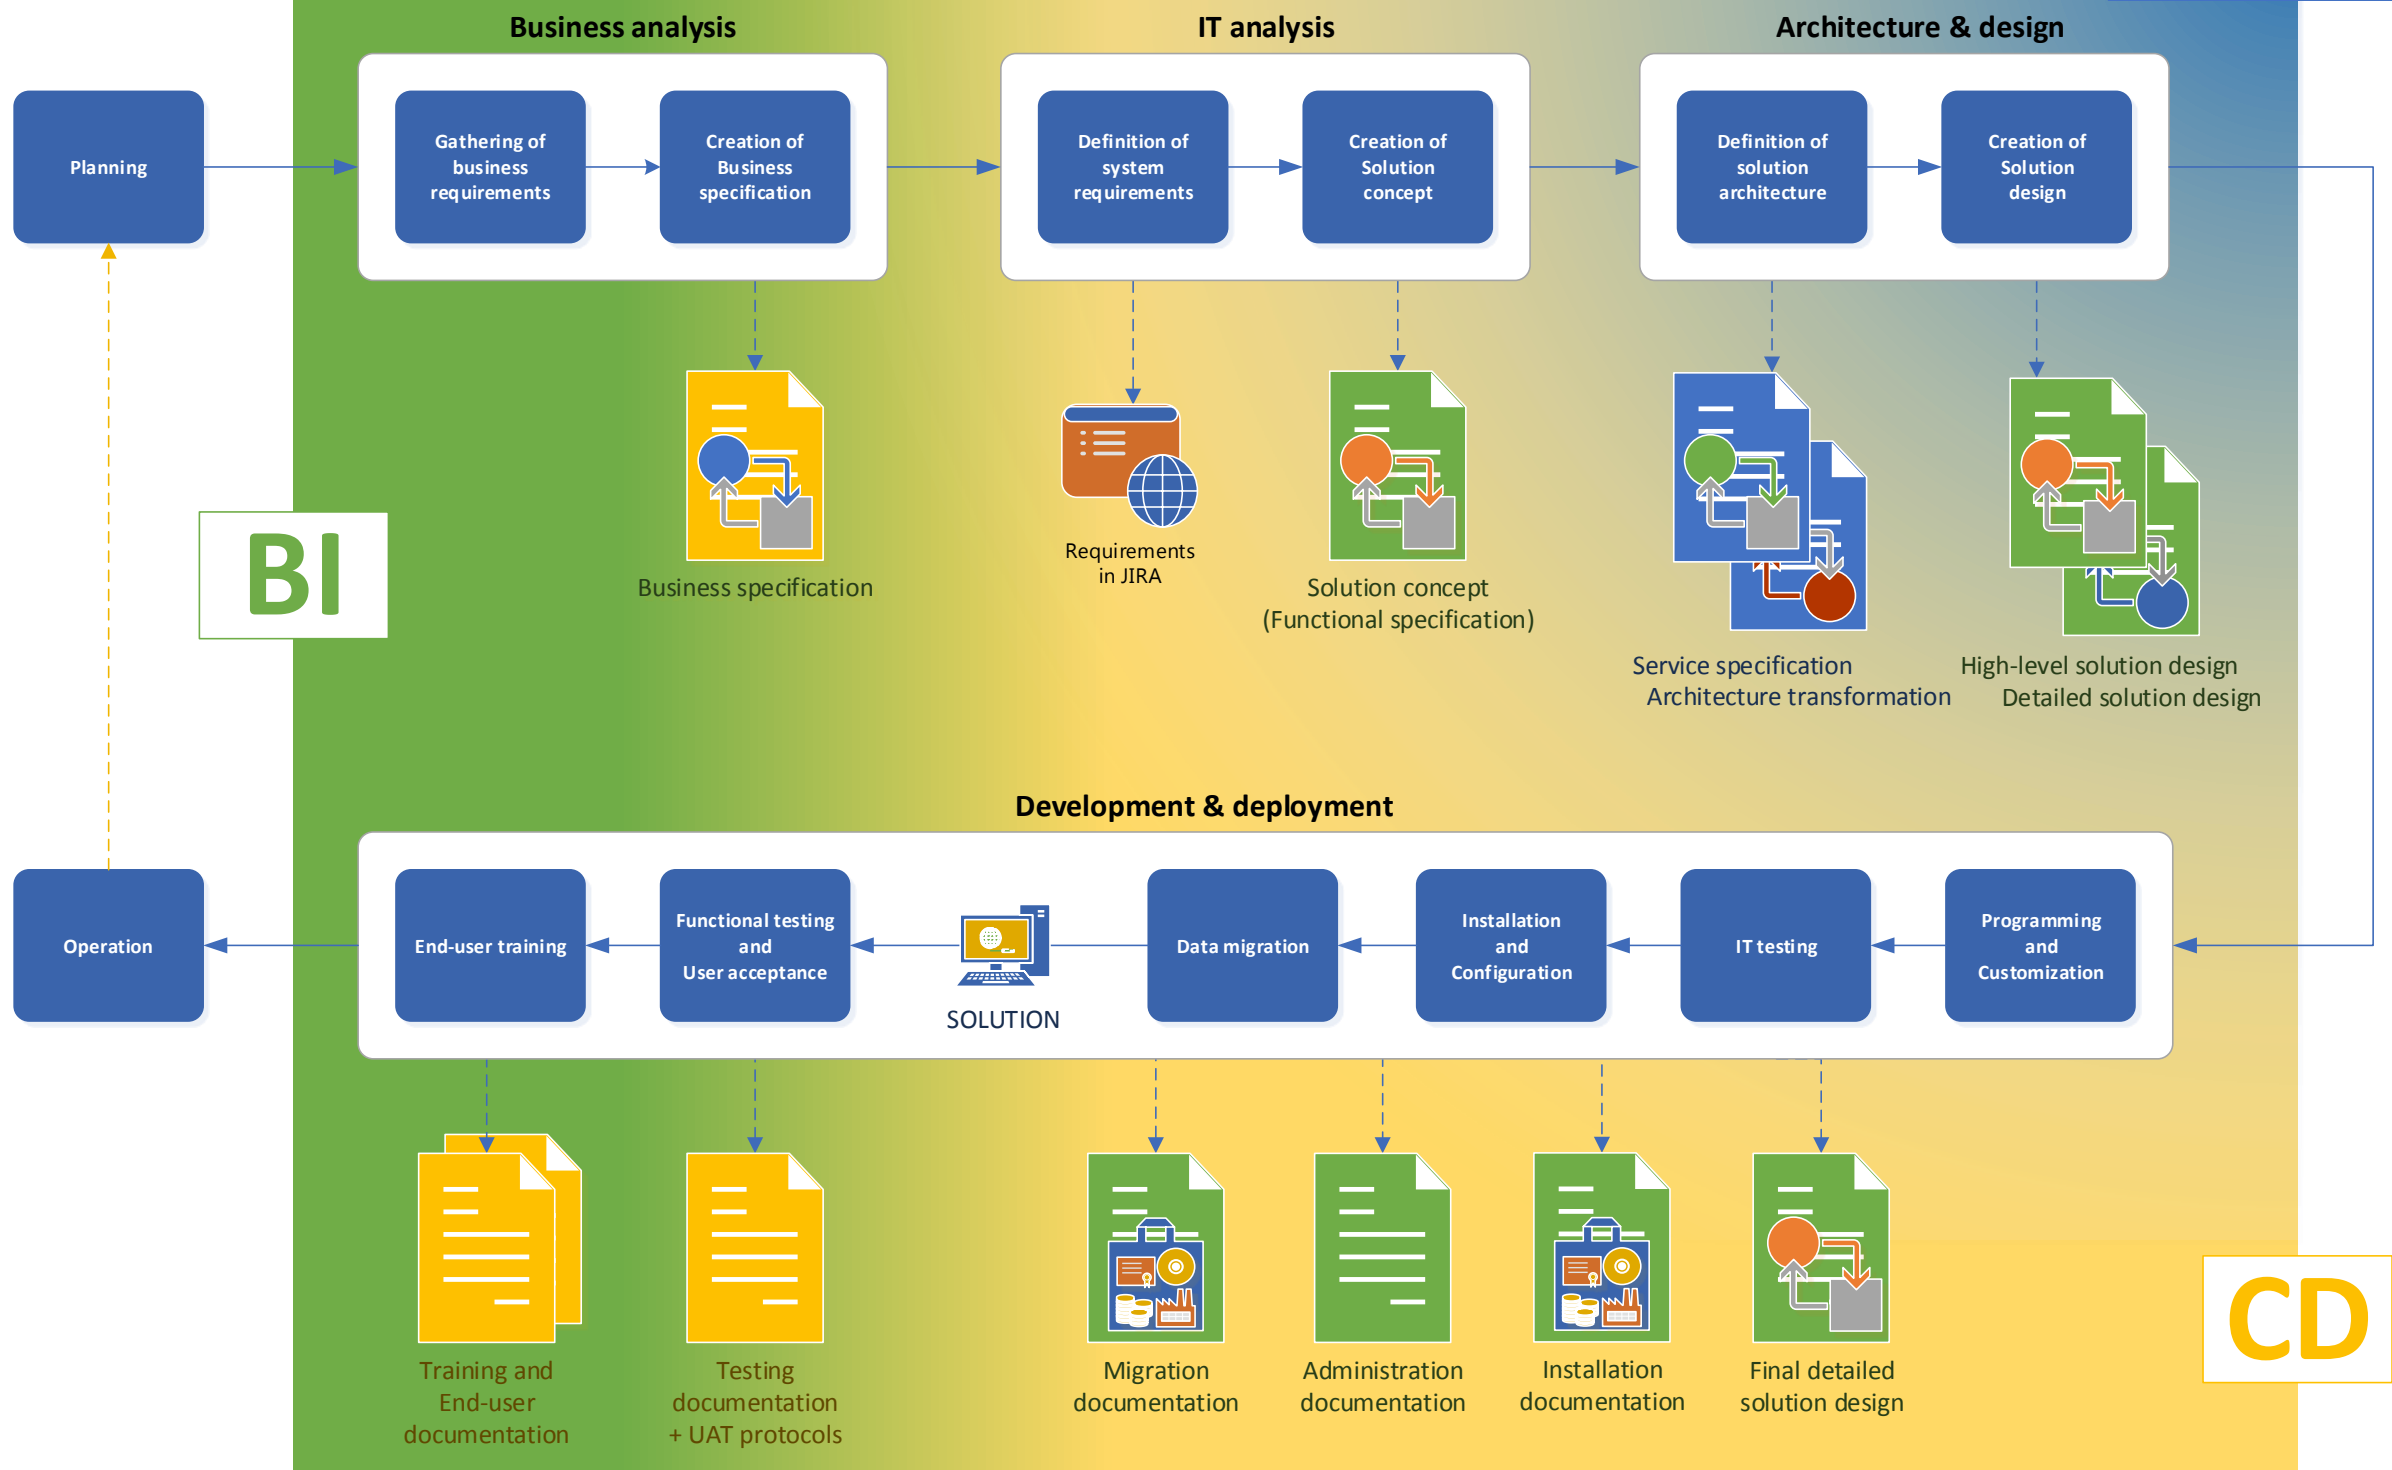 Business analysis
IT analysis
Architecture & design
Planning
Gathering of
business
requirements
Creation of
Business
specification
Definition of
system
requirements
Creation of
Solution
concept
Definition of
solution
architecture
Creation of
Solution
design
BI
Business specification
Requirements
in JIRA
Solution concept
(Functional specification)
Service specification
Architecture transformation
High-level solution design
Detailed solution design
Development & deployment
Operation
End-user training
Functional testing
and
User acceptance
SOLUTION
Data migration
Installation
and
Configuration
IT testing
Programming
and
Customization
Training and
End-user
documentation
Testing
documentation
+ UAT protocols
Migration
documentation
Administration
documentation
Installation
documentation
Final detailed
solution design
CD